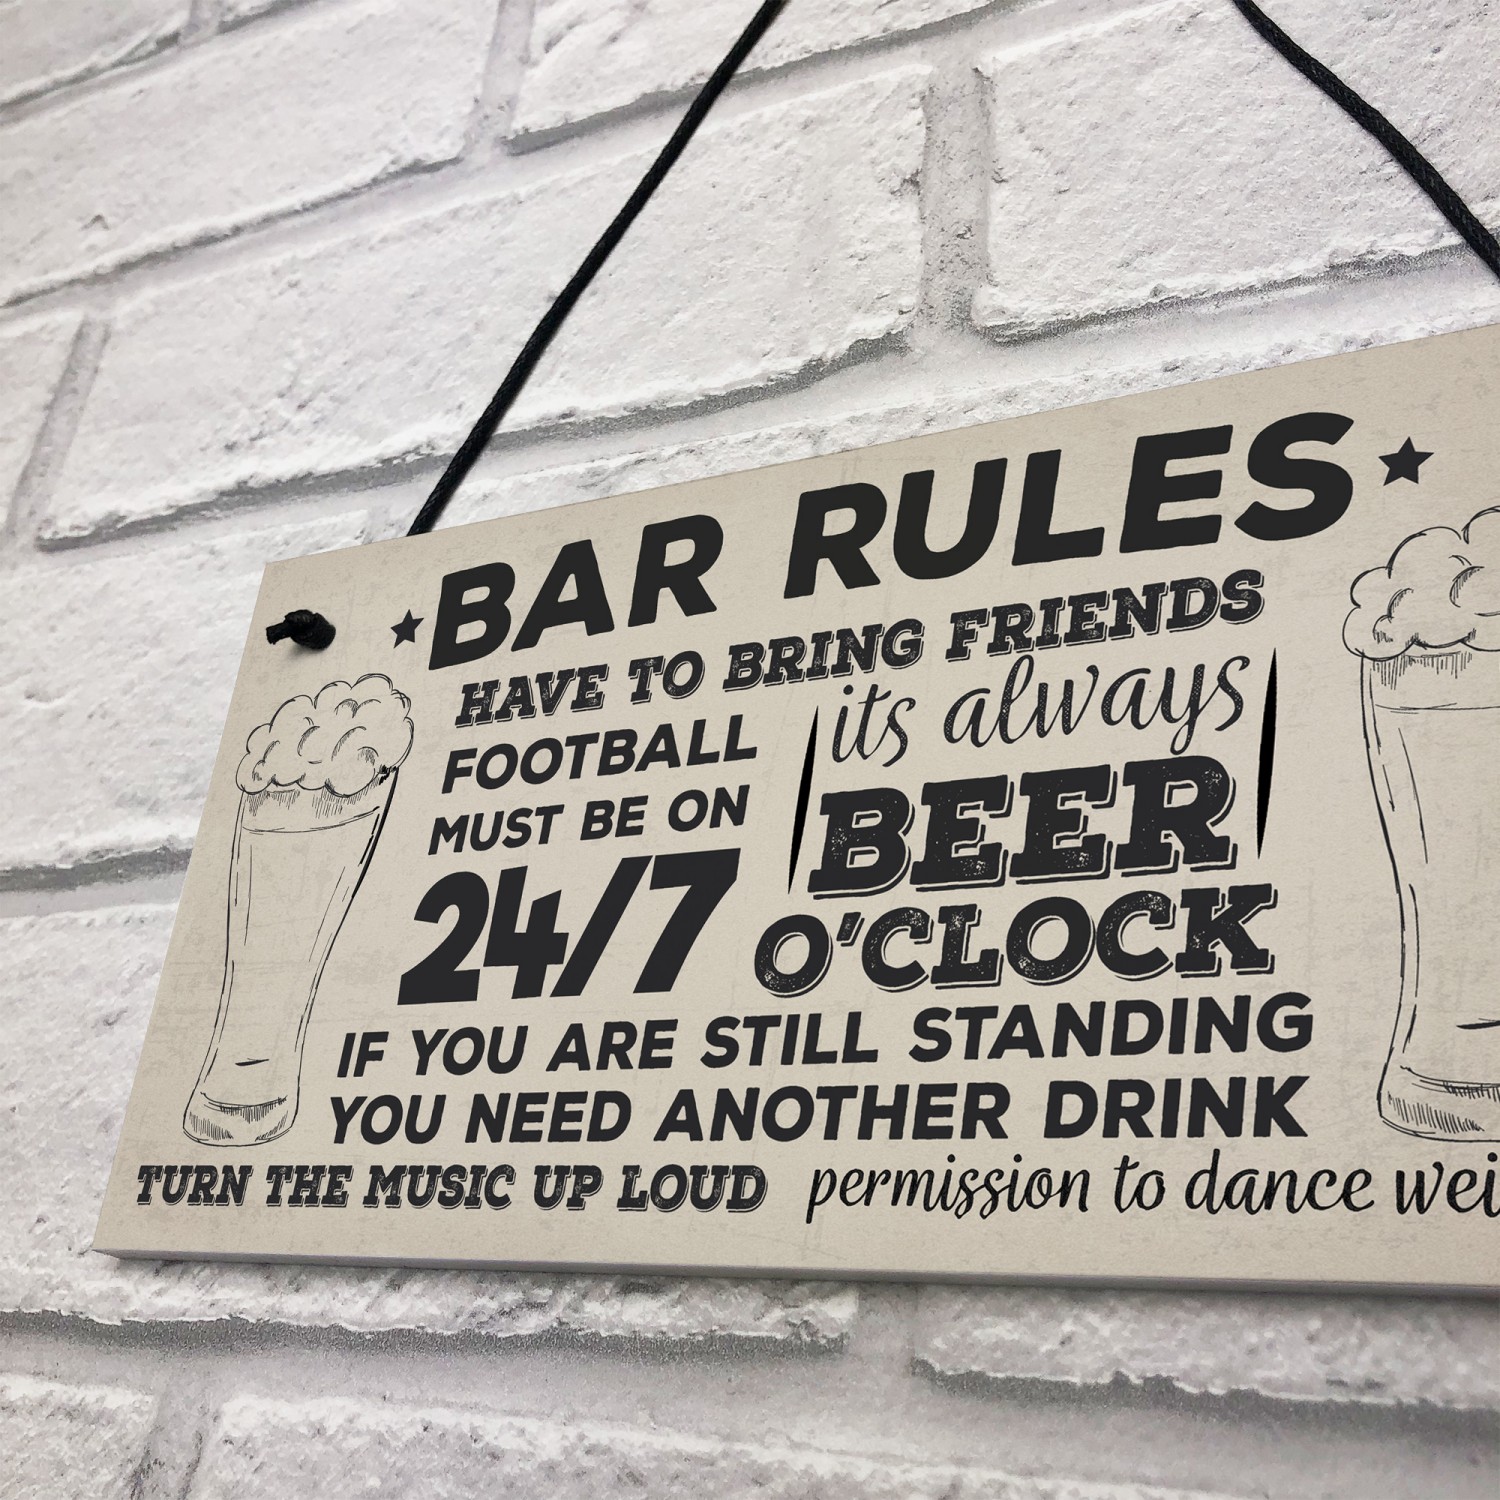 BAR RULES
HAVE TO BRING FRIENDS
FOOTBALL
MUST BE ON
24/7
its always
BEER
O'CLOCK
IF YOU ARE STILL STANDING
YOU NEED ANOTHER DRINK
TURN THE MUSIC UP LOUD permission to dance